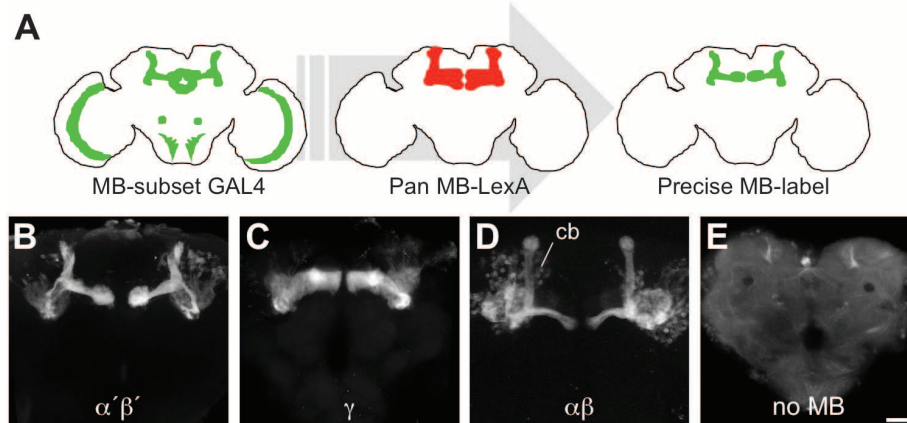 A
MB-subset GAL4
Pan MB-LexA
Precise MB-label
B
C
D
E
cb
α´β´
γ
αβ
no MB